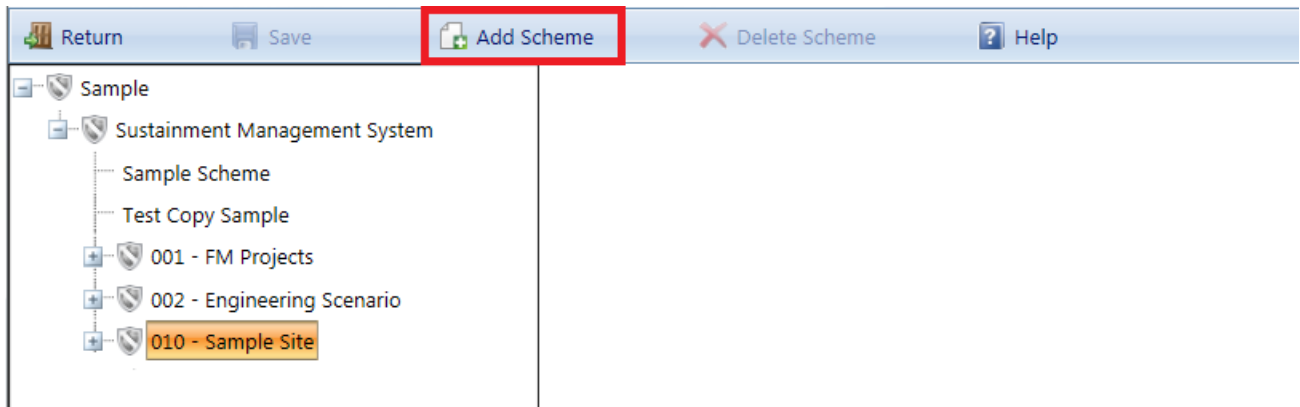 Return Save Add Scheme Delete Scheme Help
Sample
Sustainment Management System
Sample Scheme
Test Copy Sample
001 - FM Projects
002 - Engineering Scenario
010 - Sample Site